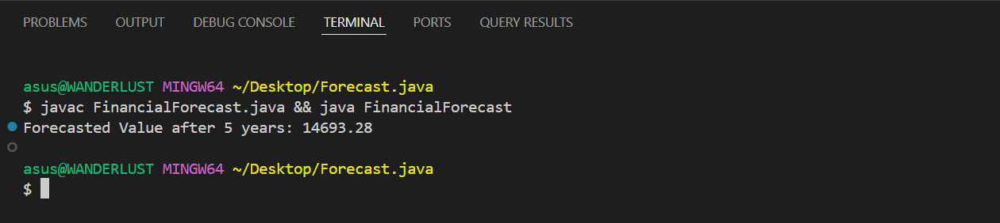 PROBLEMS OUTPUT DEBUG CONSOLE TERMINAL PORTS QUERY RESULTS
asus@WANDERLUST MINGW64 ~/Desktop/Forecast.java
$ javac FinancialForecast.java && java FinancialForecast
Forecasted Value after 5 years: 14693.28
asus@WANDERLUST MINGW64 ~/Desktop/Forecast.java
$